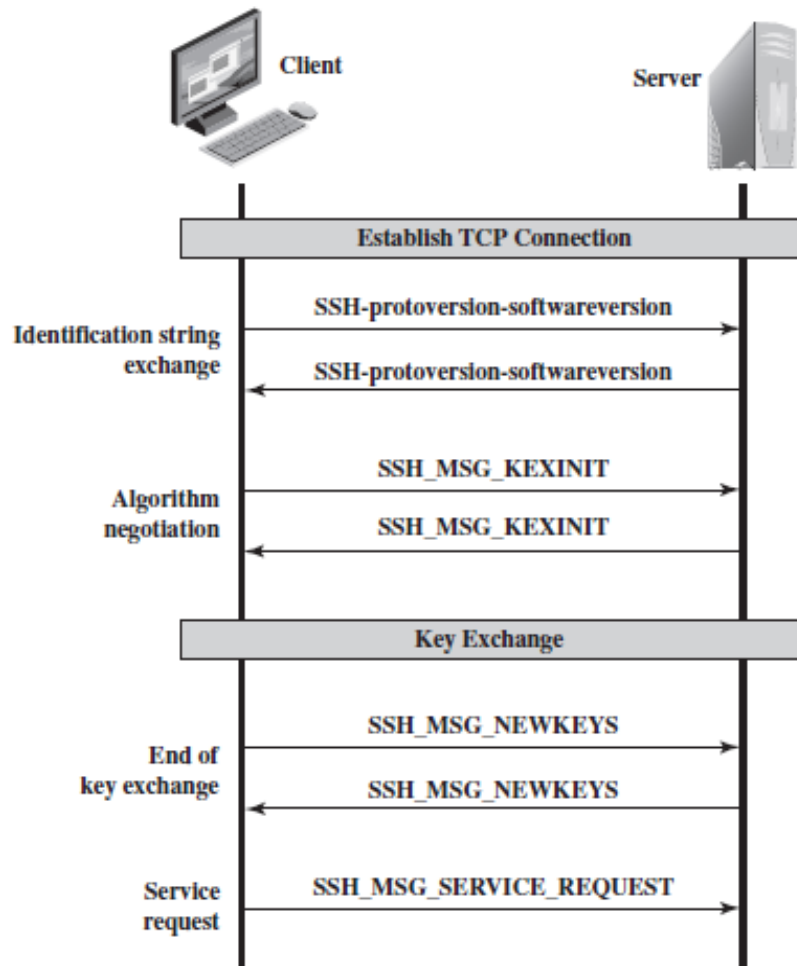 Client
Server
Establish TCP Connection
SSH-protoversion-softwareversion
Identification string
exchange
SSH-protoversion-softwareversion
SSH_MSG_KEXINIT
Algorithm
negotiation
SSH_MSG_KEXINIT
Key Exchange
SSH_MSG_NEWKEYS
End of
key exchange
SSH_MSG_NEWKEYS
SSH_MSG_SERVICE_REQUEST
Service
request